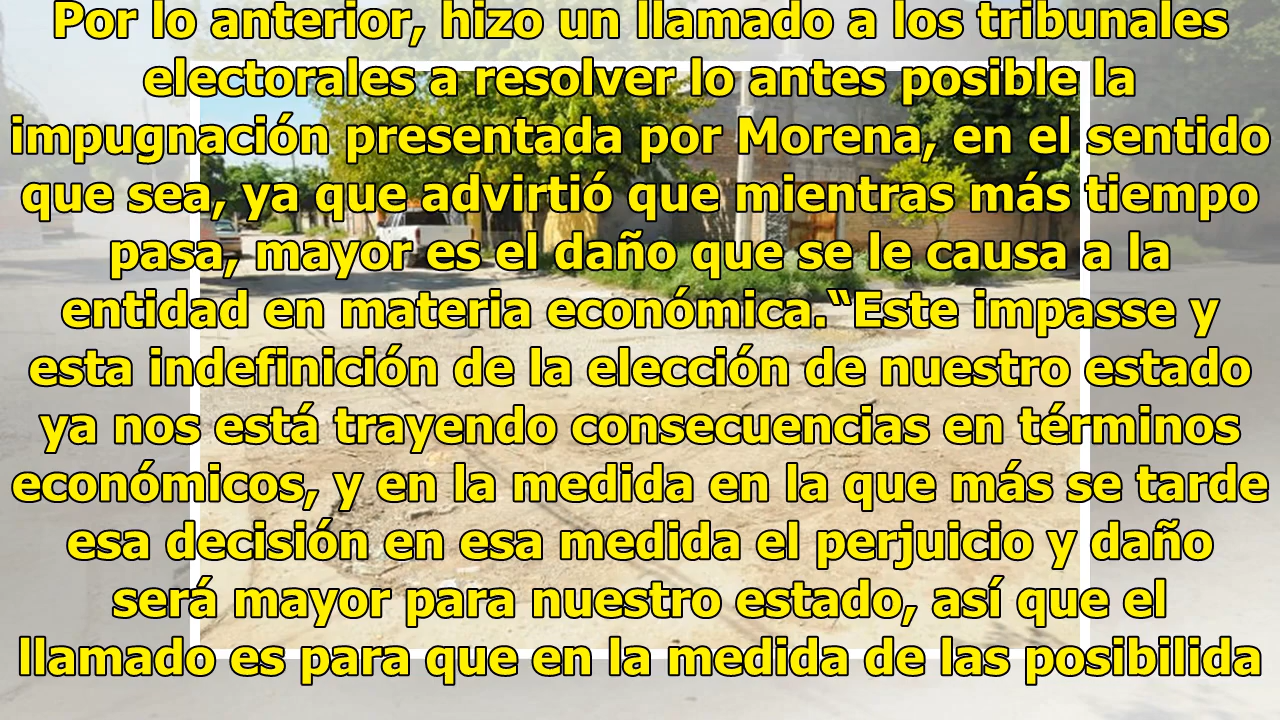 Por lo anterior, hizo un llamado a los tribunales
electorales a resolver lo antes posible la
impugnación presentada por Morena, en el sentido
que sea, ya que advirtió que mientras más tiempo
pasa, mayor es el daño que se le causa a la
entidad en materia económica.“Este impasse y
esta indefinición de la elección de nuestro estado
ya nos está trayendo consecuencias en términos
económicos, y en la medida en la que más se tarde
esa decisión en esa medida el perjuicio y daño
será mayor para nuestro estado, así que el
llamado es para que en la medida de las posibilida